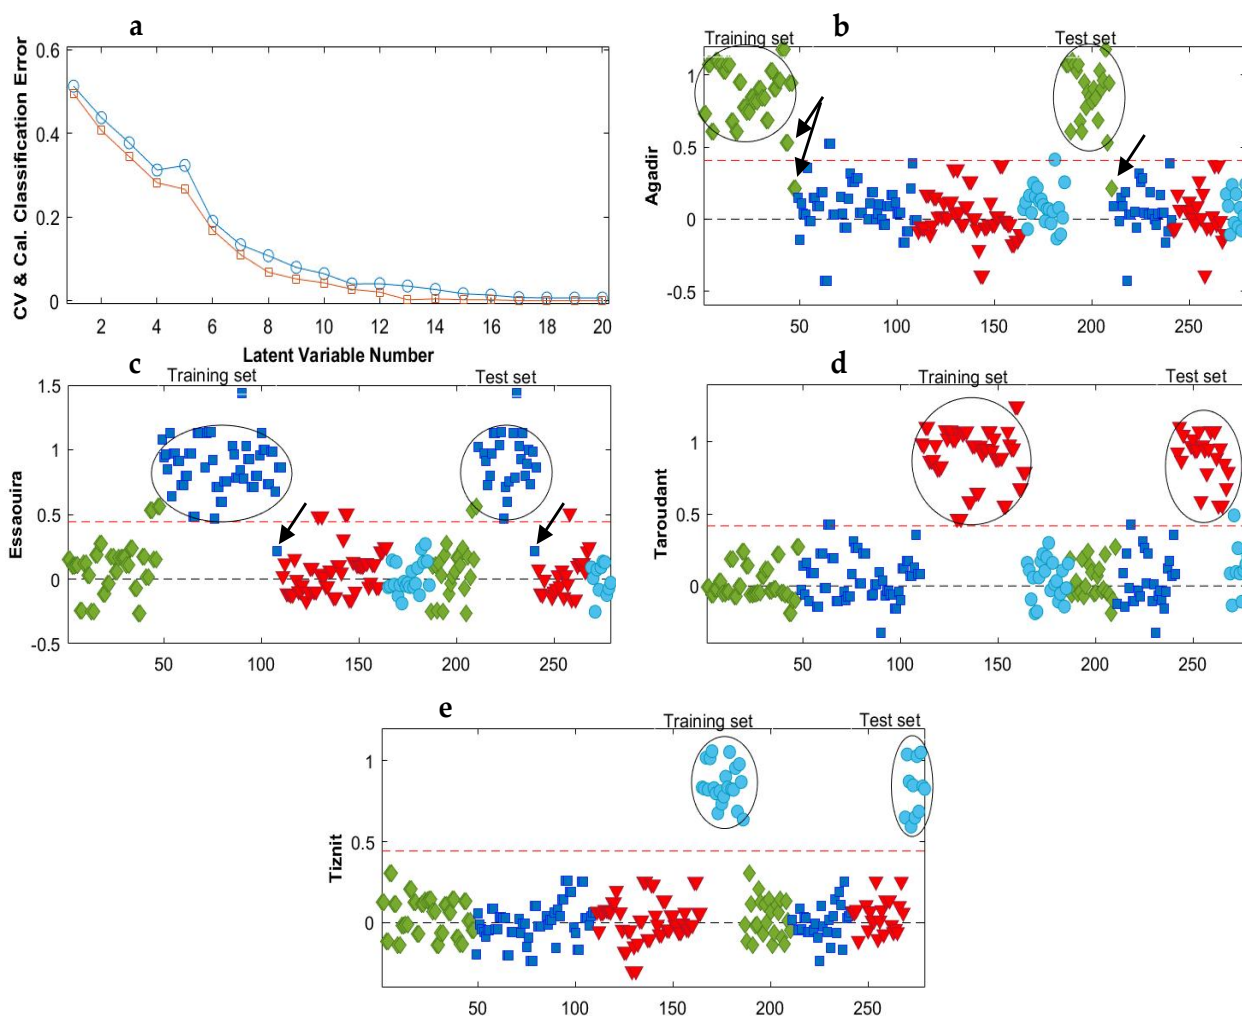 a
CV & Cal. Classification Error
0.6
0.4
0.2
0
2 4 6 8 10 12 14 16 18 20
Latent Variable Number
b
Training set
Test set
Agadir
1
0.5
0
-0.5
50 100 150 200 250
c
Training set
Test set
Essaouira
1.5
1
0.5
0
-0.5
50 100 150 200 250
d
Training set
Test set
Taroudant
1
0.5
0
50 100 150 200 250
e
Training set
Test set
Tiznit
1
0.5
0
50 100 150 200 250